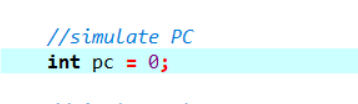 //simulate PC
int pc = 0;